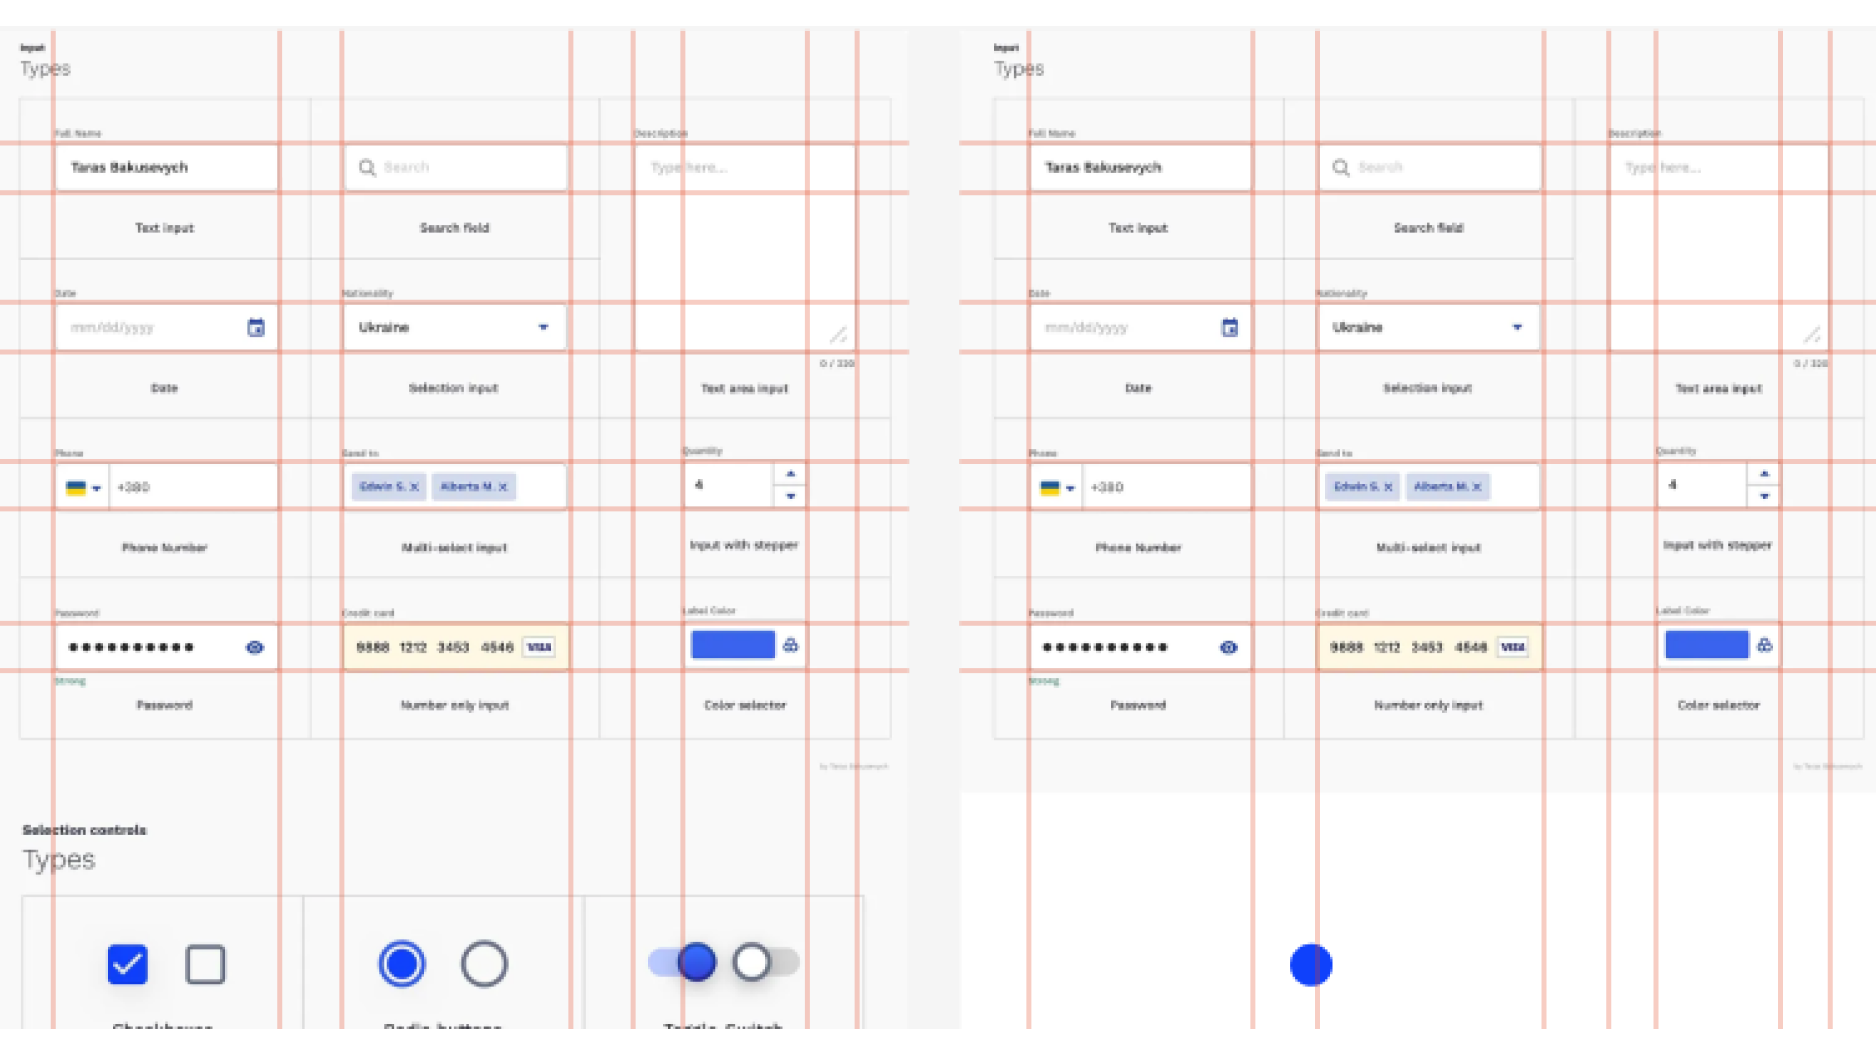 Input
Types
Full Name
Description
Taras Bakusevych
Search
Type here...
Text input
Search field
Date
Nationality
mm/dd/yyyy
Ukraine
0 / 320
Date
Selection input
Text area input
Phone
Send to
Quantity
+380
Edwin S. X
Alberta M. X
4
Phone Number
Multi-select input
Input with stepper
Password
Credit card
Label Color
9888 1212 3453 4546 VISA
Strong
Password
Number only input
Color selector
by Taras Bakusevych
Selection controls
Types
Checkboxes
Radio buttons
Toggle Switch
Input
Types
Full Name
Description
Taras Bakusevych
Search
Type here...
Text input
Search field
Date
Nationality
mm/dd/yyyy
Ukraine
0 / 320
Date
Selection input
Text area input
Phone
Send to
Quantity
+380
Edwin S. X
Alberta M. X
4
Phone Number
Multi-select input
Input with stepper
Password
Credit card
Label Color
9888 1212 3453 4546 VISA
Strong
Password
Number only input
Color selector
by Taras Bakusevych